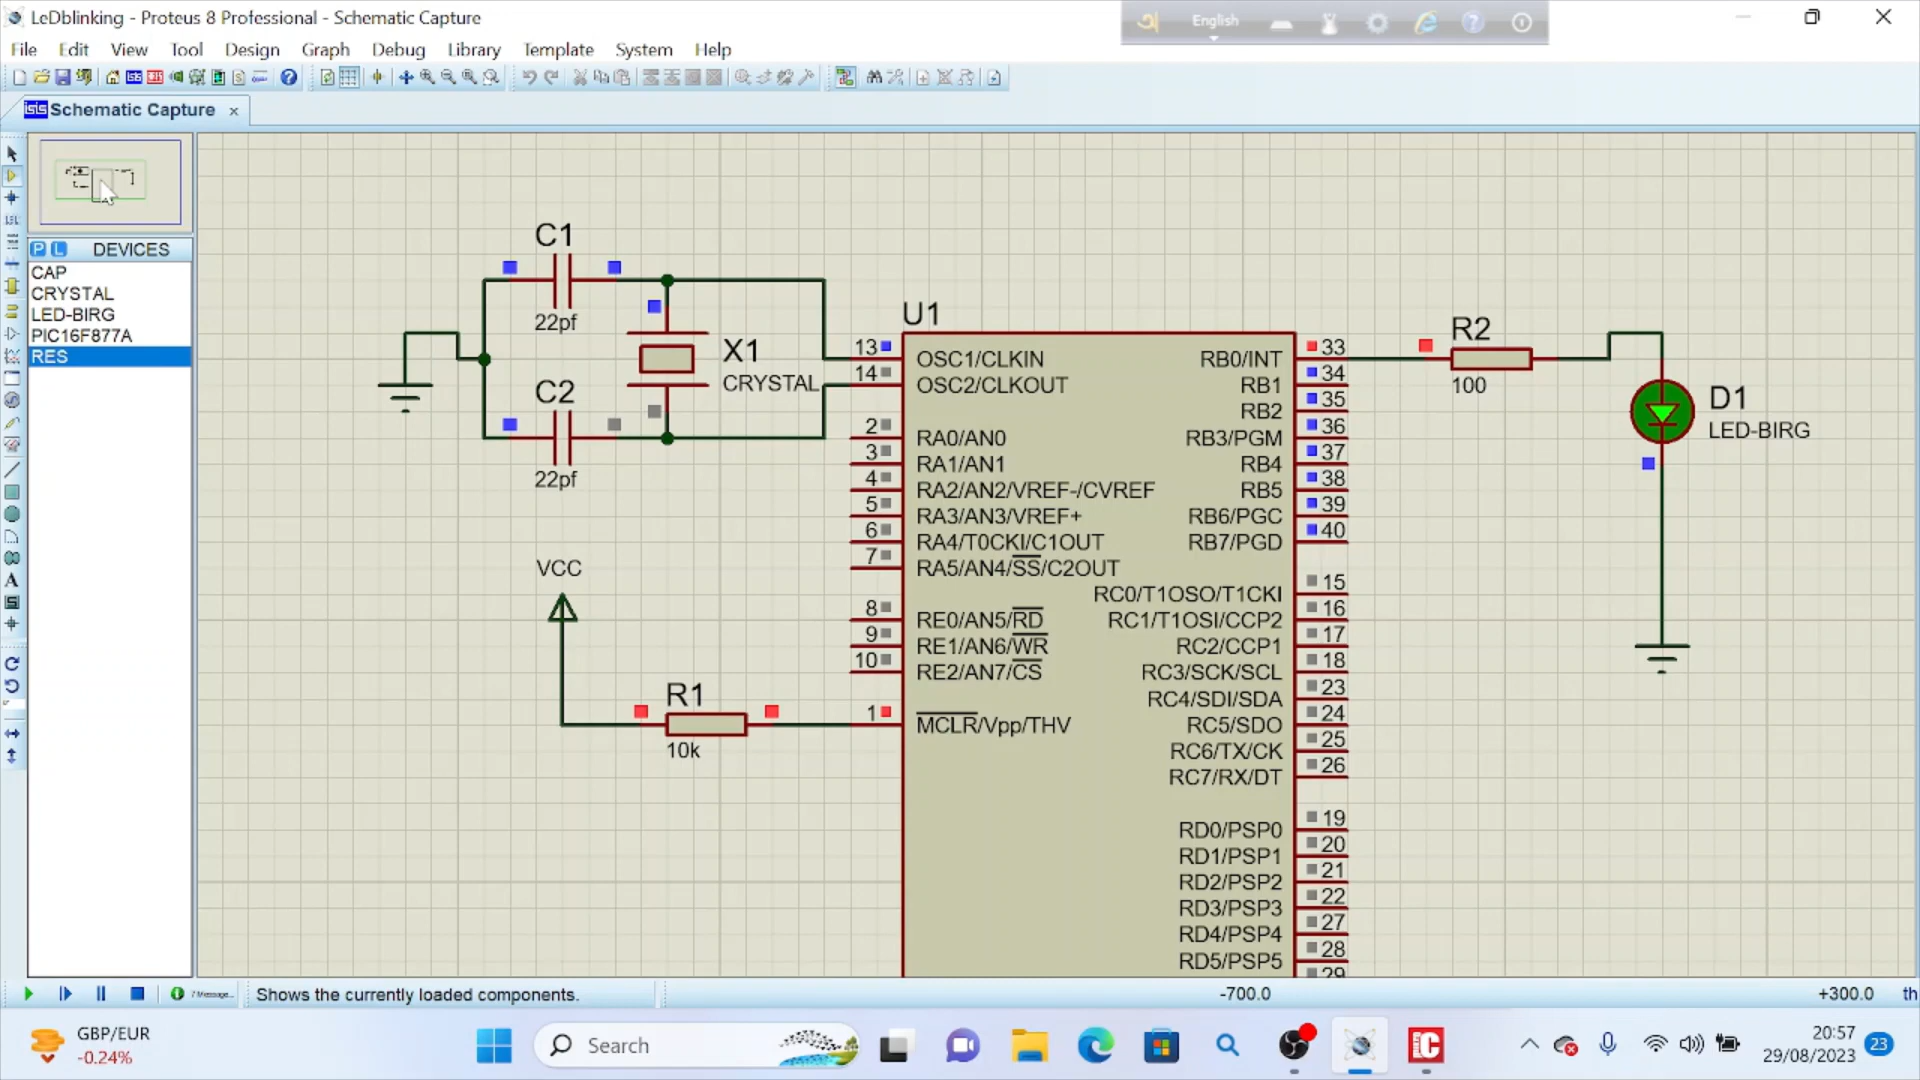 LeDblinking - Proteus 8 Professional - Schematic Capture
English
File Edit View Tool Design Graph Debug Library Template System Help
isis Schematic Capture
P L DEVICES
CAP
CRYSTAL
LED-BIRG
PIC16F877A
RES
C1
22pf
C2
22pf
X1
CRYSTAL
VCC
R1
10k
U1
13 OSC1/CLKIN
14 OSC2/CLKOUT
2 RA0/AN0
3 RA1/AN1
4 RA2/AN2/VREF-/CVREF
5 RA3/AN3/VREF+
6 RA4/T0CKI/C1OUT
7 RA5/AN4/SS/C2OUT
8 RE0/AN5/RD
9 RE1/AN6/WR
10 RE2/AN7/CS
1 MCLR/Vpp/THV
RB0/INT 33
RB1 34
RB2 35
RB3/PGM 36
RB4 37
RB5 38
RB6/PGC 39
RB7/PGD 40
RC0/T1OSO/T1CKI 15
RC1/T1OSI/CCP2 16
RC2/CCP1 17
RC3/SCK/SCL 18
RC4/SDI/SDA 23
RC5/SDO 24
RC6/TX/CK 25
RC7/RX/DT 26
RD0/PSP0 19
RD1/PSP1 20
RD2/PSP2 21
RD3/PSP3 22
RD4/PSP4 27
RD5/PSP5 28
29
R2
100
D1
LED-BIRG
Shows the currently loaded components.
-700.0
+300.0
th
GBP/EUR
-0.24%
Search
20:57
29/08/2023
23